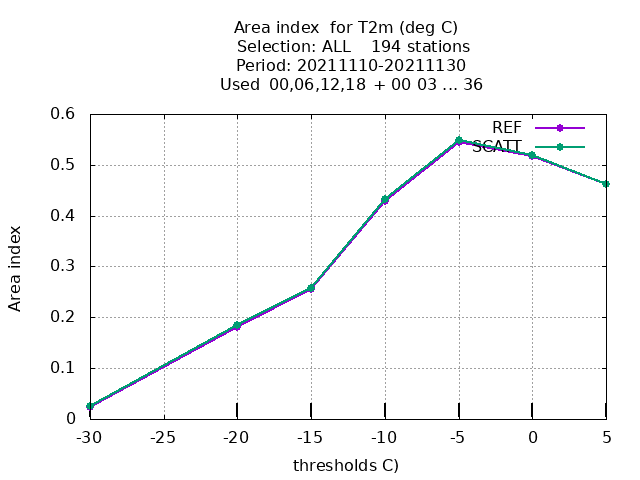 Area index  for T2m (deg C)
Selection: ALL    194 stations
Period: 20211110-20211130
Used  00,06,12,18  + 00 03 ... 36
0.6
REF
SCATT
0.5
0.4
0.3
0.2
0.1
0
Area index
-30 -25 -20 -15 -10 -5 0 5
thresholds C)